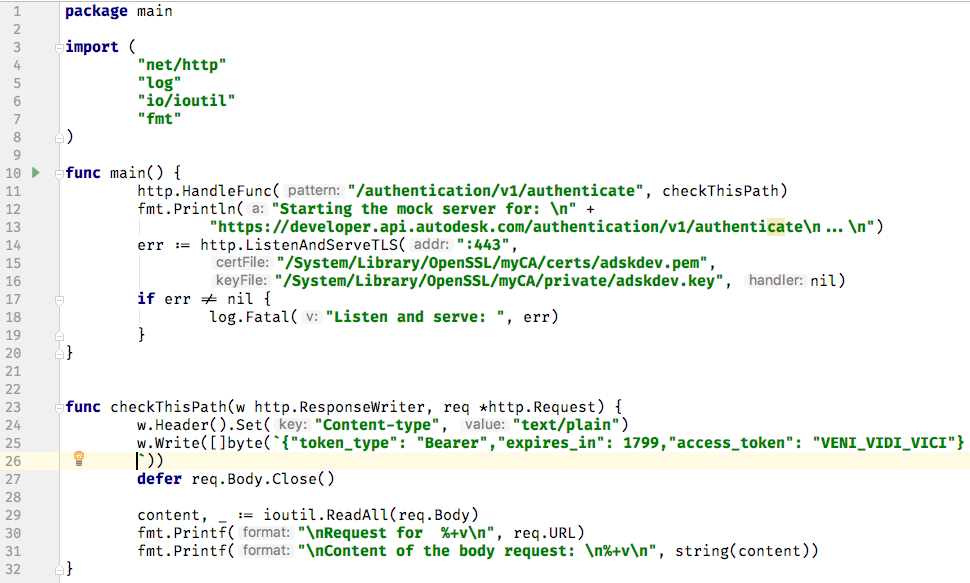 1 package main
2
3 import (
4 "net/http"
5 "log"
6 "io/ioutil"
7 "fmt"
8 )
9
10 func main() {
11 http.HandleFunc( pattern: "/authentication/v1/authenticate", checkThisPath)
12 fmt.Println( a: "Starting the mock server for: \n" +
13 "https://developer.api.autodesk.com/authentication/v1/authenticate\n...\n")
14 err := http.ListenAndServeTLS( addr: ":443",
15 certFile: "/System/Library/OpenSSL/myCA/certs/adskdev.pem",
16 keyFile: "/System/Library/OpenSSL/myCA/private/adskdev.key", handler: nil)
17 if err ≠ nil {
18 log.Fatal( v: "Listen and serve: ", err)
19 }
20 }
21
22
23 func checkThisPath(w http.ResponseWriter, req *http.Request) {
24 w.Header().Set( key: "Content-type", value: "text/plain")
25 w.Write([]byte(`{"token_type": "Bearer","expires_in": 1799,"access_token": "VENI_VIDI_VICI"}
26 `))
27 defer req.Body.Close()
28
29 content, _ := ioutil.ReadAll(req.Body)
30 fmt.Printf( format: "\nRequest for  %+v\n", req.URL)
31 fmt.Printf( format: "\nContent of the body request: \n%+v\n", string(content))
32 }